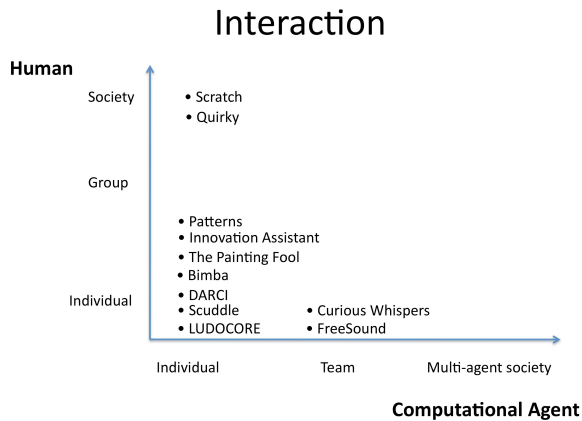 Interaction
Human
Society
• Scratch
• Quirky
Group
• Patterns
• Innovation Assistant
• The Painting Fool
• Bimba
• DARCI
Individual
• Scuddle
• Curious Whispers
• LUDOCORE
• FreeSound
Individual
Team
Multi-agent society
Computational Agent